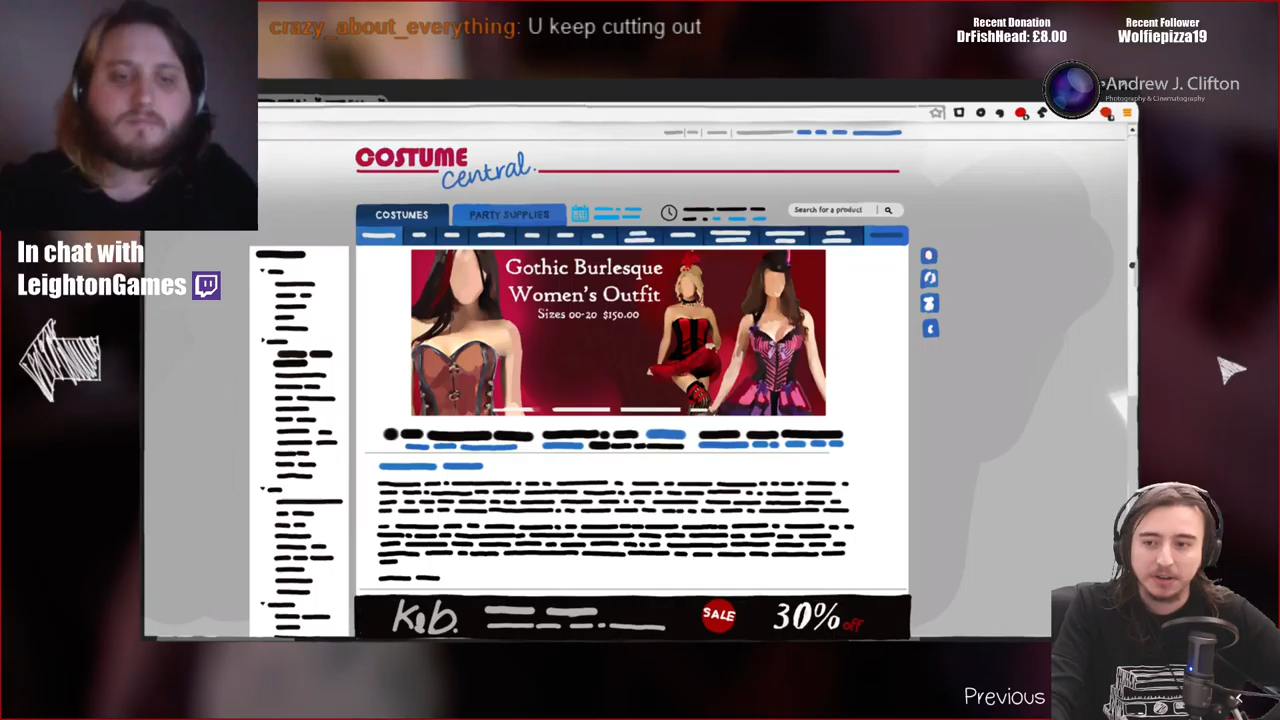 crazy_about_everything: U keep cutting out
Recent Donation
DrFishHead: £8.00
Recent Follower
Wolfiepizza19
Andrew J. Clifton
Photography & Cinematography
In chat with
LeightonGames
COSTUME
central.
COSTUMES
PARTY SUPPLIES
Search for a product
Gothic Burlesque
Women's Outfit
Sizes 00-20 $150.00
K&b.
SALE
30% off
Previous